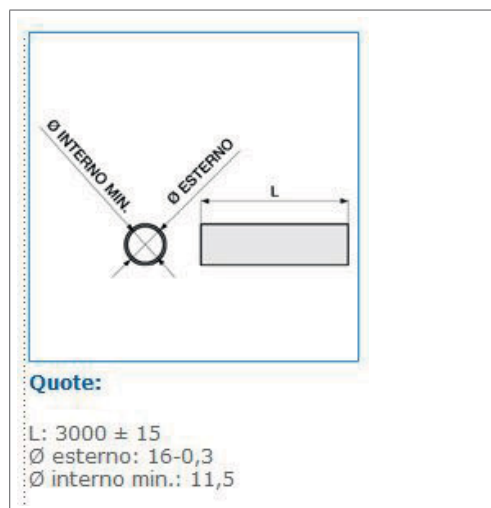 Ø INTERNO MIN.
Ø ESTERNO
L
Quote:
L: 3000 ± 15
Ø esterno: 16-0,3
Ø interno min.: 11,5